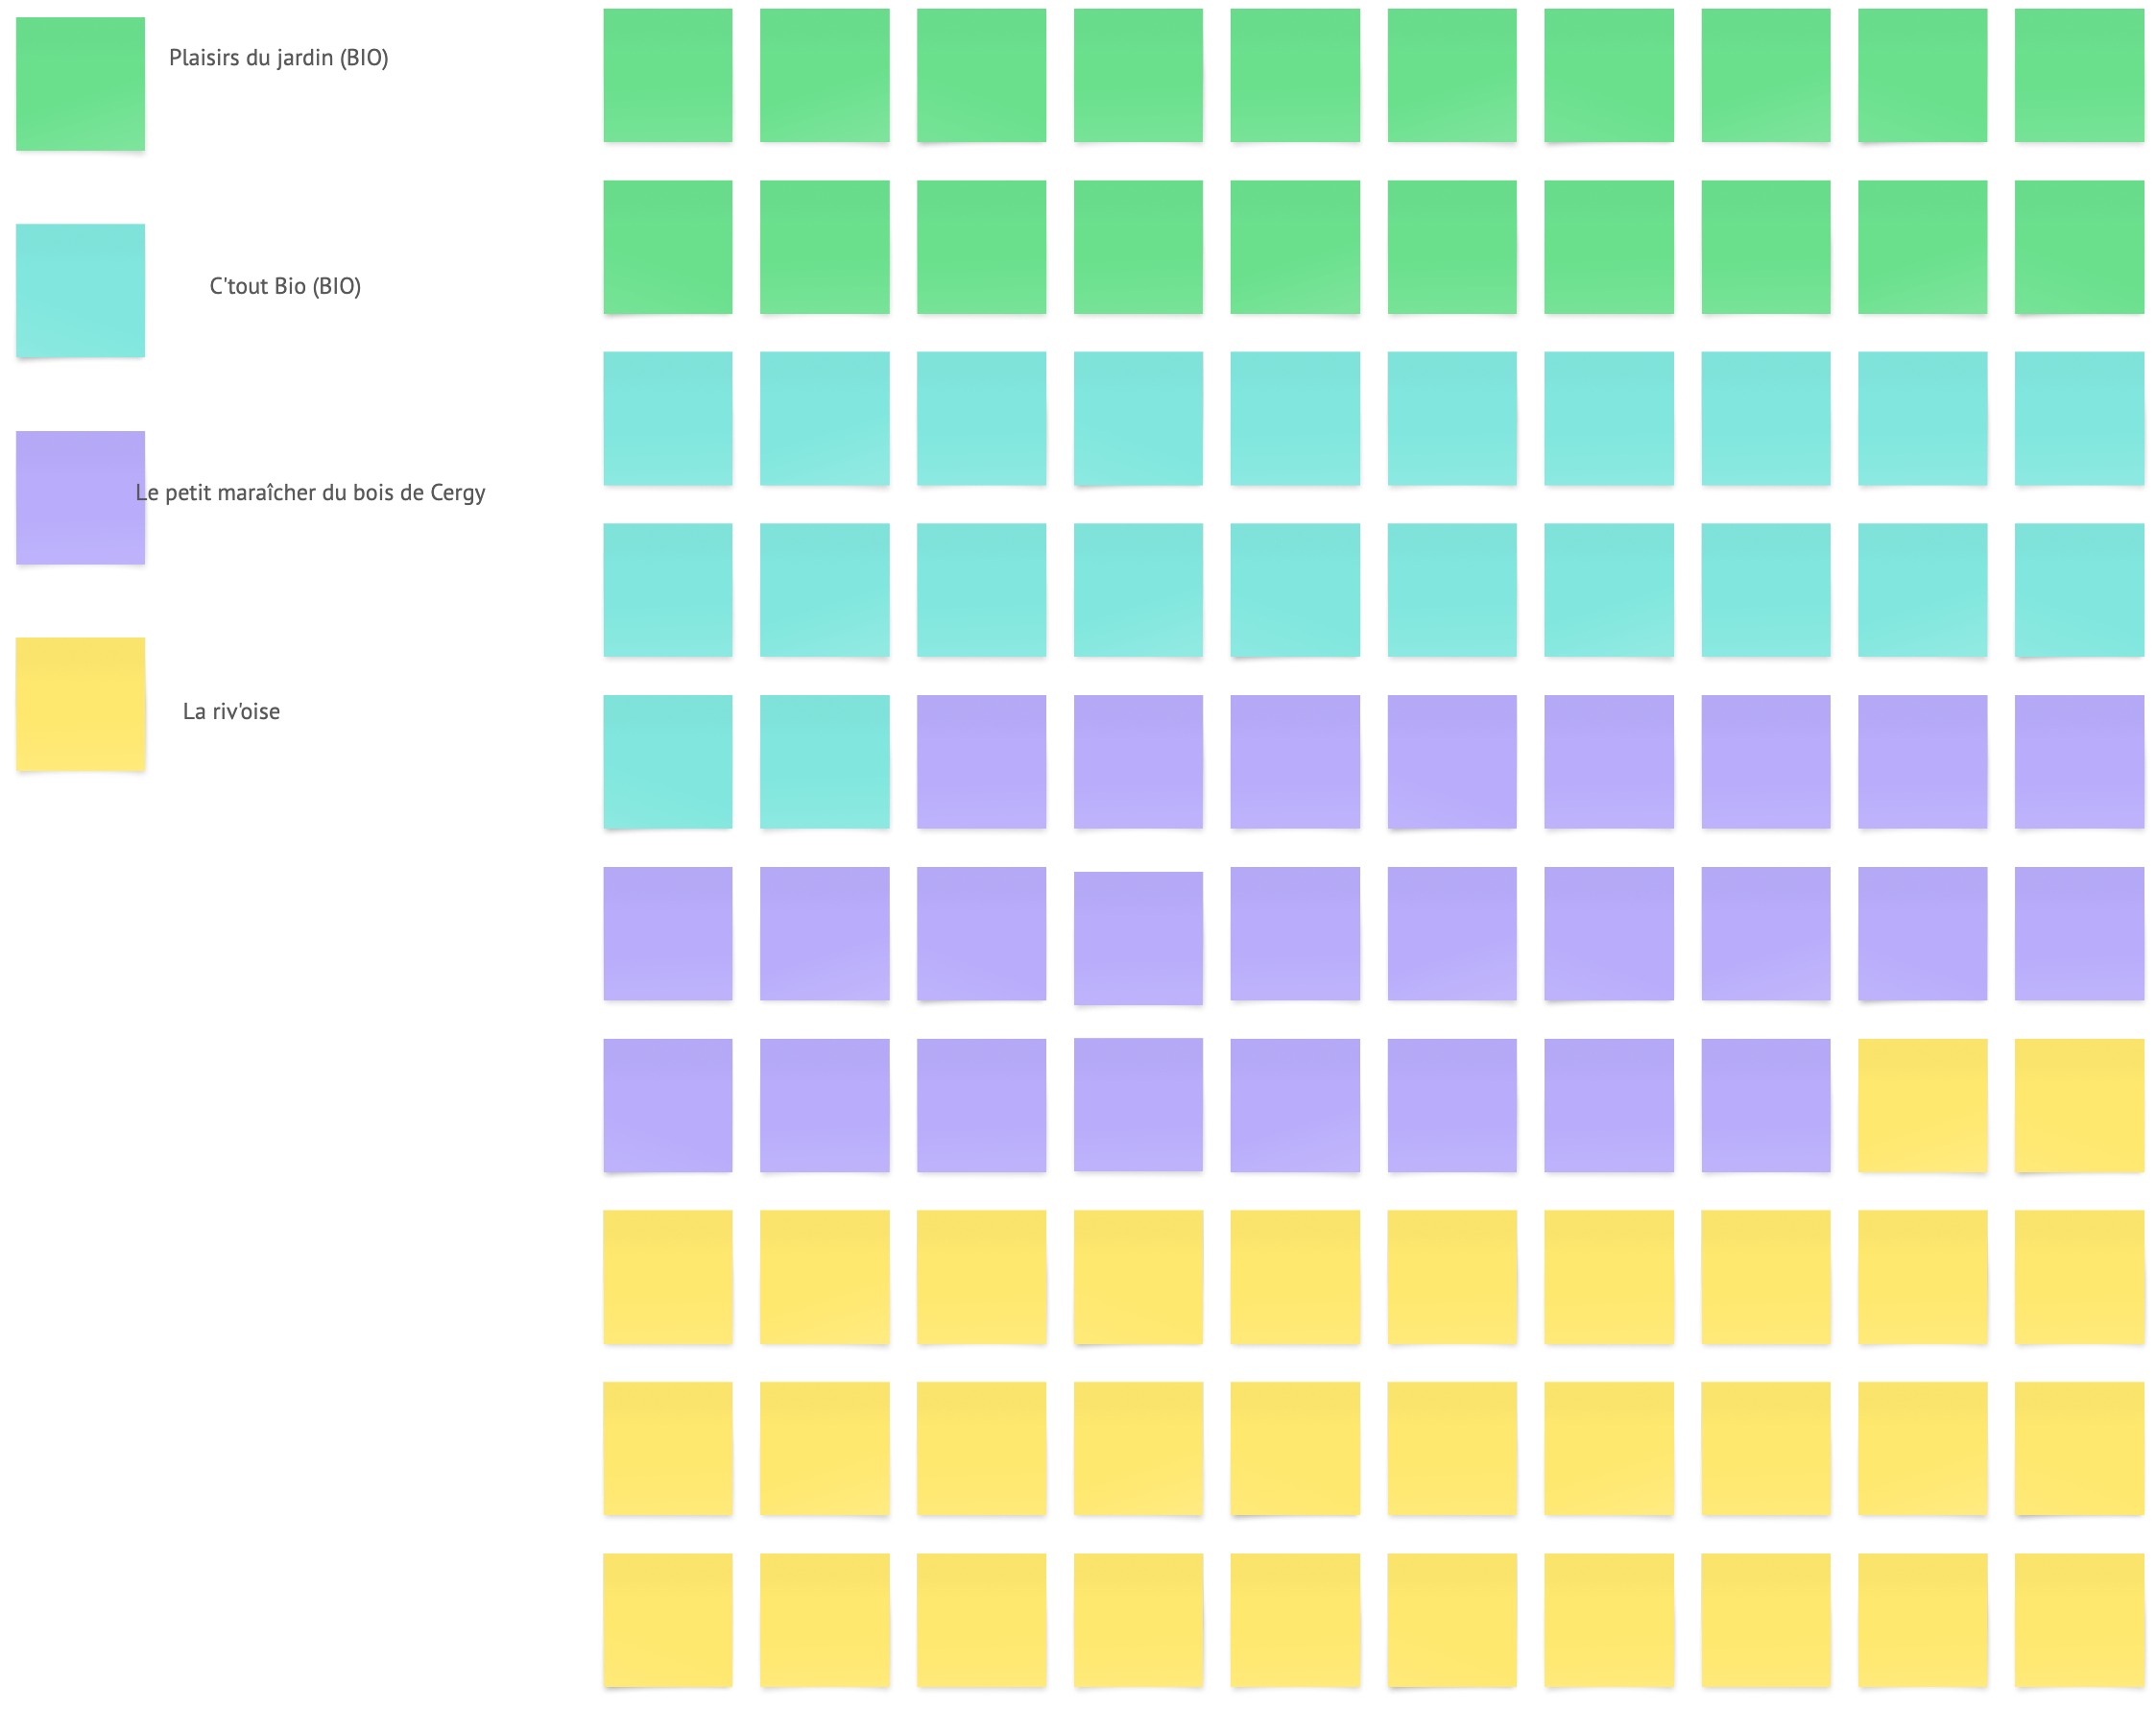 Plaisirs du jardin (BIO)
C'tout Bio (BIO)
Le petit maraîcher du bois de Cergy
La riv'oise